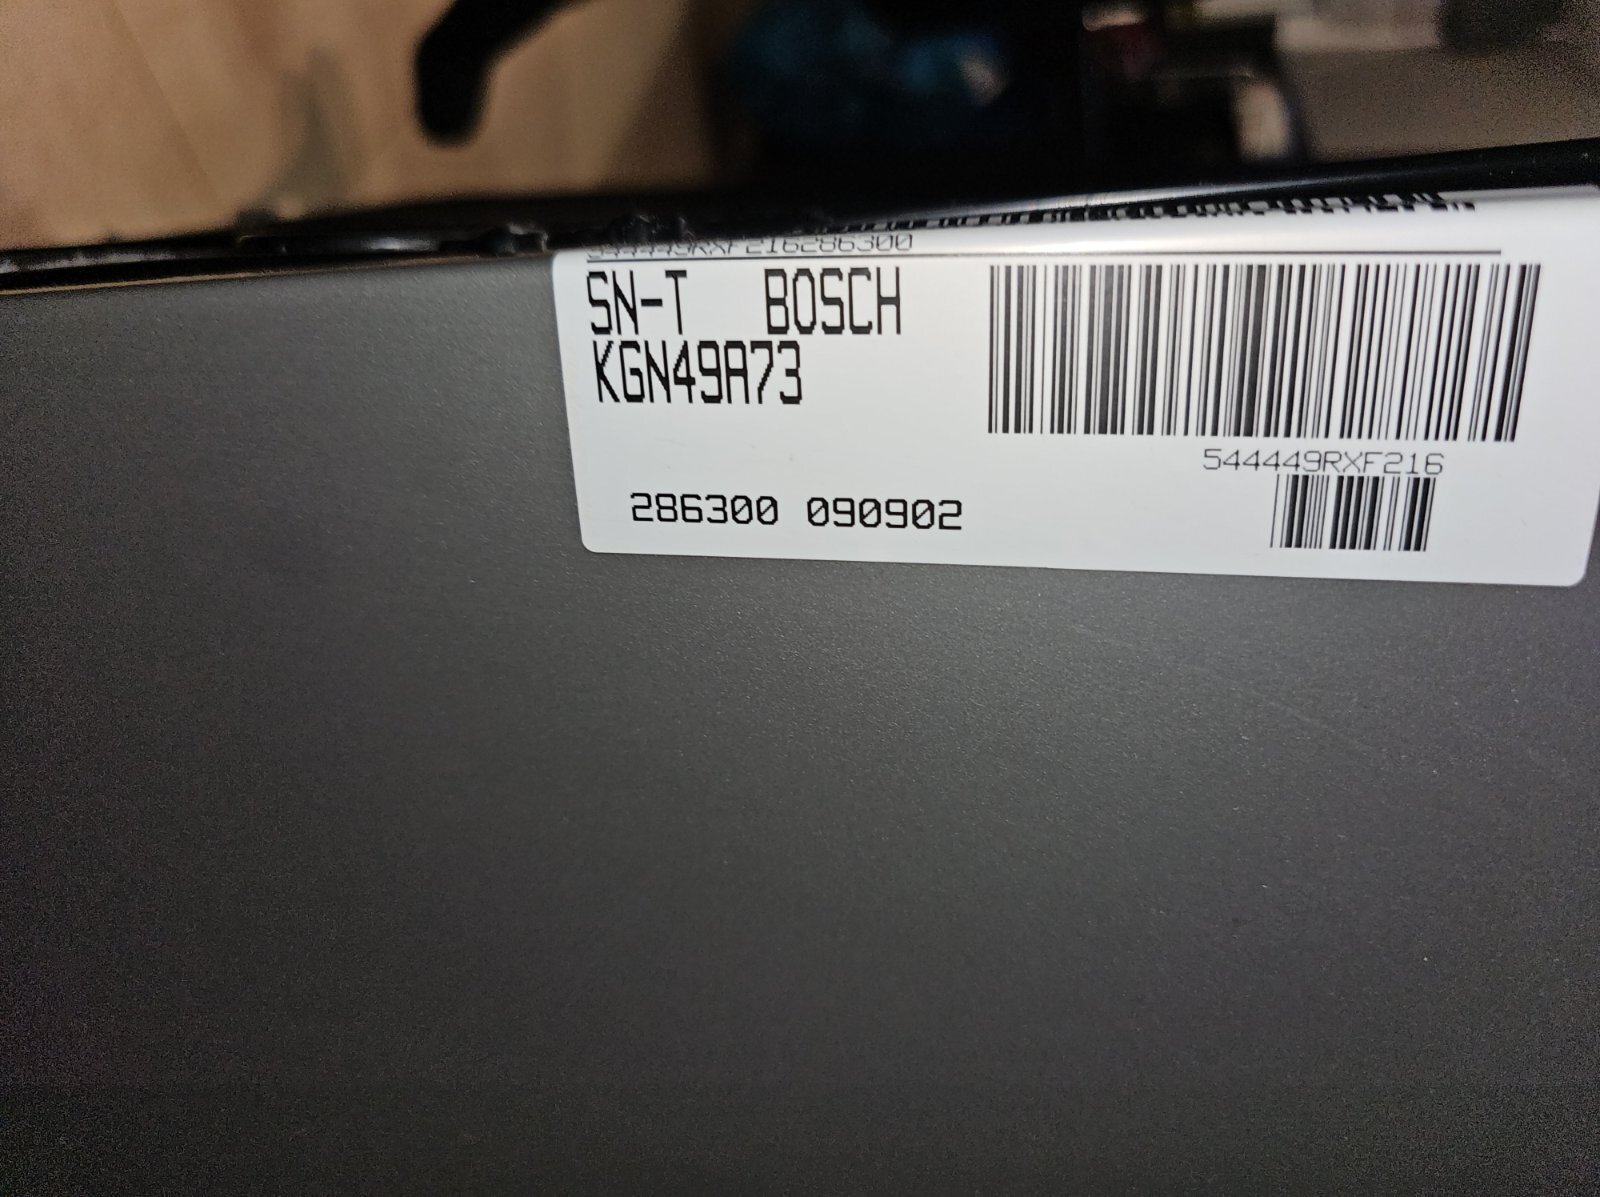 544449RXF216286300
SN-T BOSCH
KGN49A73
544449RXF216
286300 090902